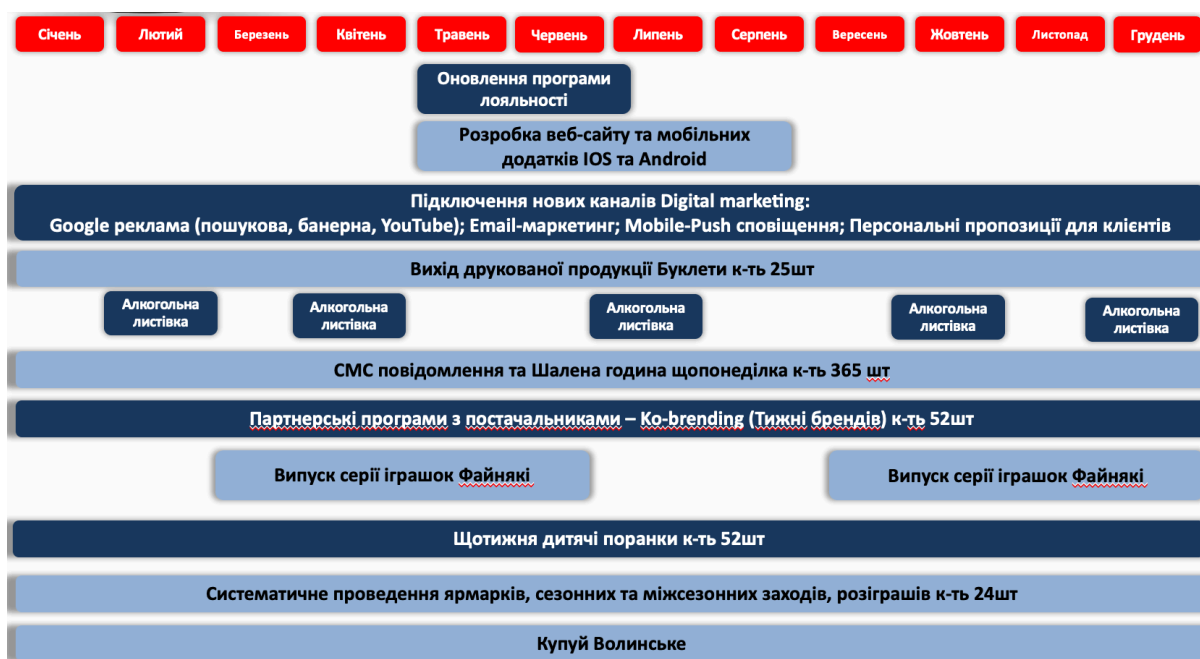 Січень Лютий Березень Квітень Травень Червень Липень Серпень Вересень Жовтень Листопад Грудень
Оновлення програми
лояльності
Розробка веб-сайту та мобільних
додатків IOS та Android
Підключення нових каналів Digital marketing:
Google реклама (пошукова, банерна, YouTube); Email-маркетинг; Mobile-Push сповіщення; Персональні пропозиції для клієнтів
Вихід друкованої продукції Буклети к-ть 25шт
Алкогольна
листівка
Алкогольна
листівка
Алкогольна
листівка
Алкогольна
листівка
Алкогольна
листівка
СМС повідомлення та Шалена година щопонеділка к-ть 365 шт
Партнерські програми з постачальниками – Ko-brending (Тижні брендів) к-ть 52шт
Випуск серії іграшок Файнякі
Випуск серії іграшок Файнякі
Щотижня дитячі поранки к-ть 52шт
Систематичне проведення ярмарків, сезонних та міжсезонних заходів, розіграшів к-ть 24шт
Купуй Волинське